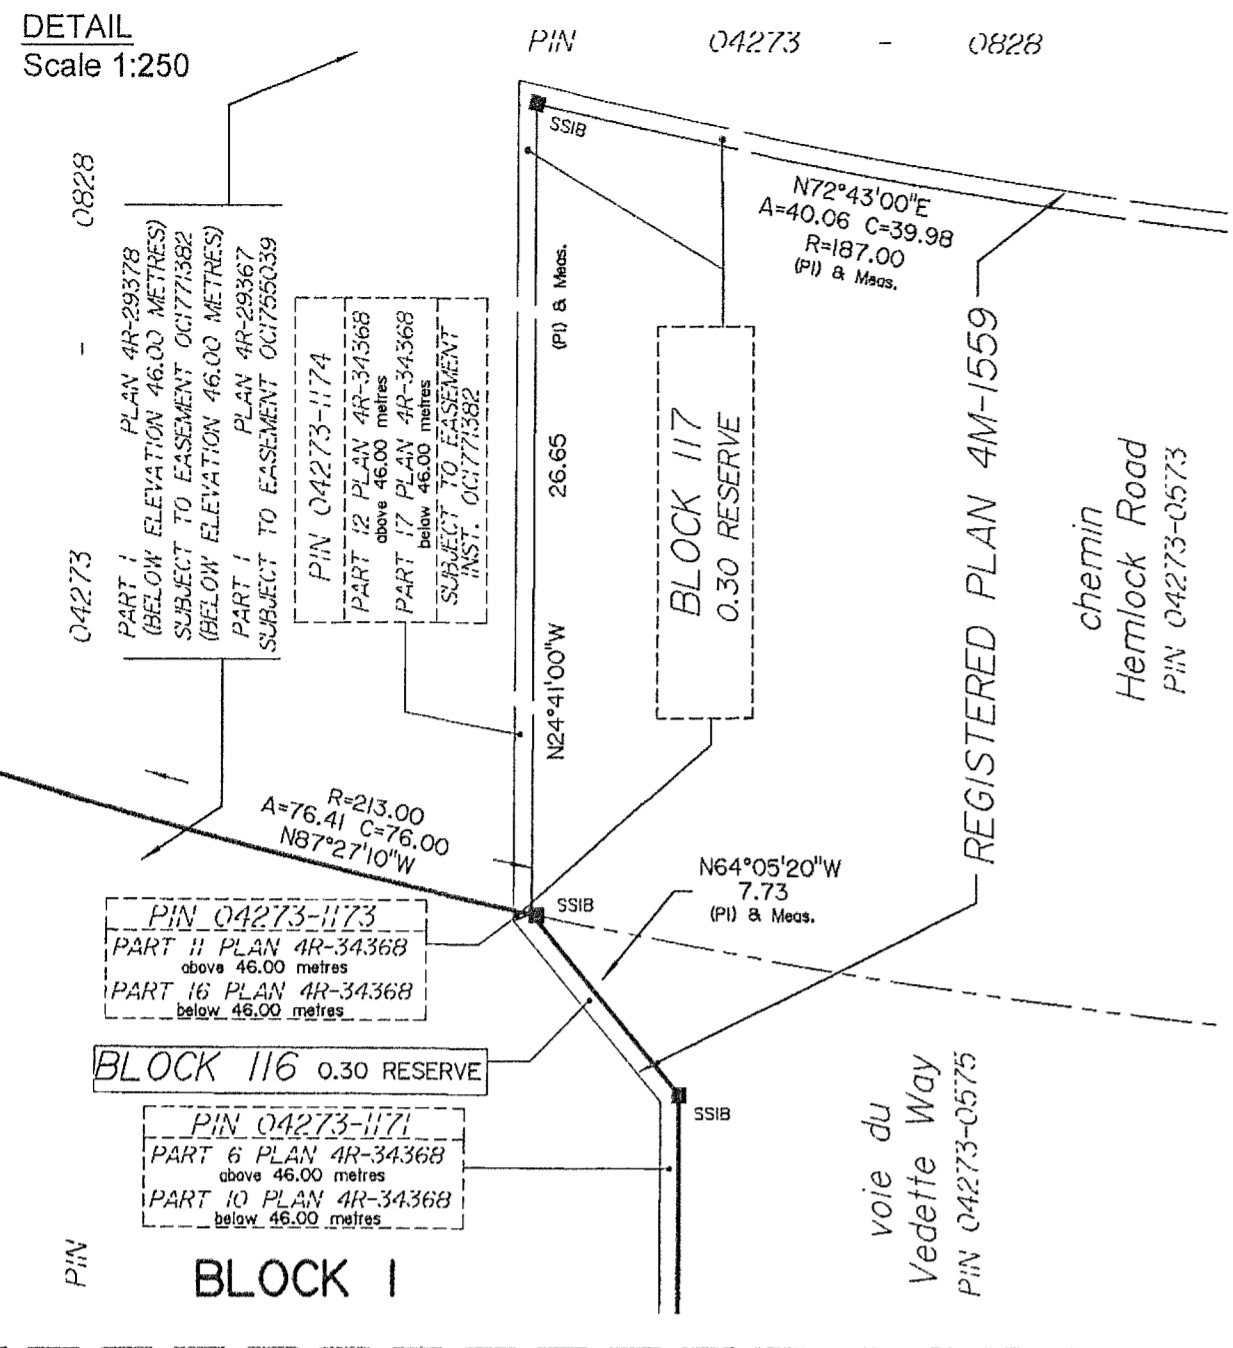 DETAIL
Scale 1:250
PIN 04273 - 0828
SSIB
N72°43'00"E
A=40.06 C=39.98
R=187.00
(P1) & Meas.
04273 - 0828
PART 1 PLAN 4R-29378
(BELOW ELEVATION 46.00 METRES)
SUBJECT TO EASEMENT OC1771382
(BELOW ELEVATION 46.00 METRES)
PART 1 PLAN 4R-29367
SUBJECT TO EASEMENT OC1755039
PIN 04273-1174
PART 12 PLAN 4R-34368
above 46.00 metres
PART 17 PLAN 4R-34368
below 46.00 metres
SUBJECT TO EASEMENT
INST. OC1771382
N24°41'00"W 26.65 (P1) & Meas.
BLOCK 117
0.30 RESERVE
REGISTERED PLAN 4M-1559
chemin
Hemlock Road
PIN 04273-0573
R=213.00
A=76.41 C=76.00
N87°27'10"W
N64°05'20"W
7.73
(P1) & Meas.
SSIB
PIN 04273-1173
PART 11 PLAN 4R-34368
above 46.00 metres
PART 16 PLAN 4R-34368
below 46.00 metres
BLOCK 116 0.30 RESERVE
SSIB
PIN 04273-1171
PART 6 PLAN 4R-34368
above 46.00 metres
PART 10 PLAN 4R-34368
below 46.00 metres
voie du
Vedette Way
PIN 04273-0575
PIN
BLOCK 1